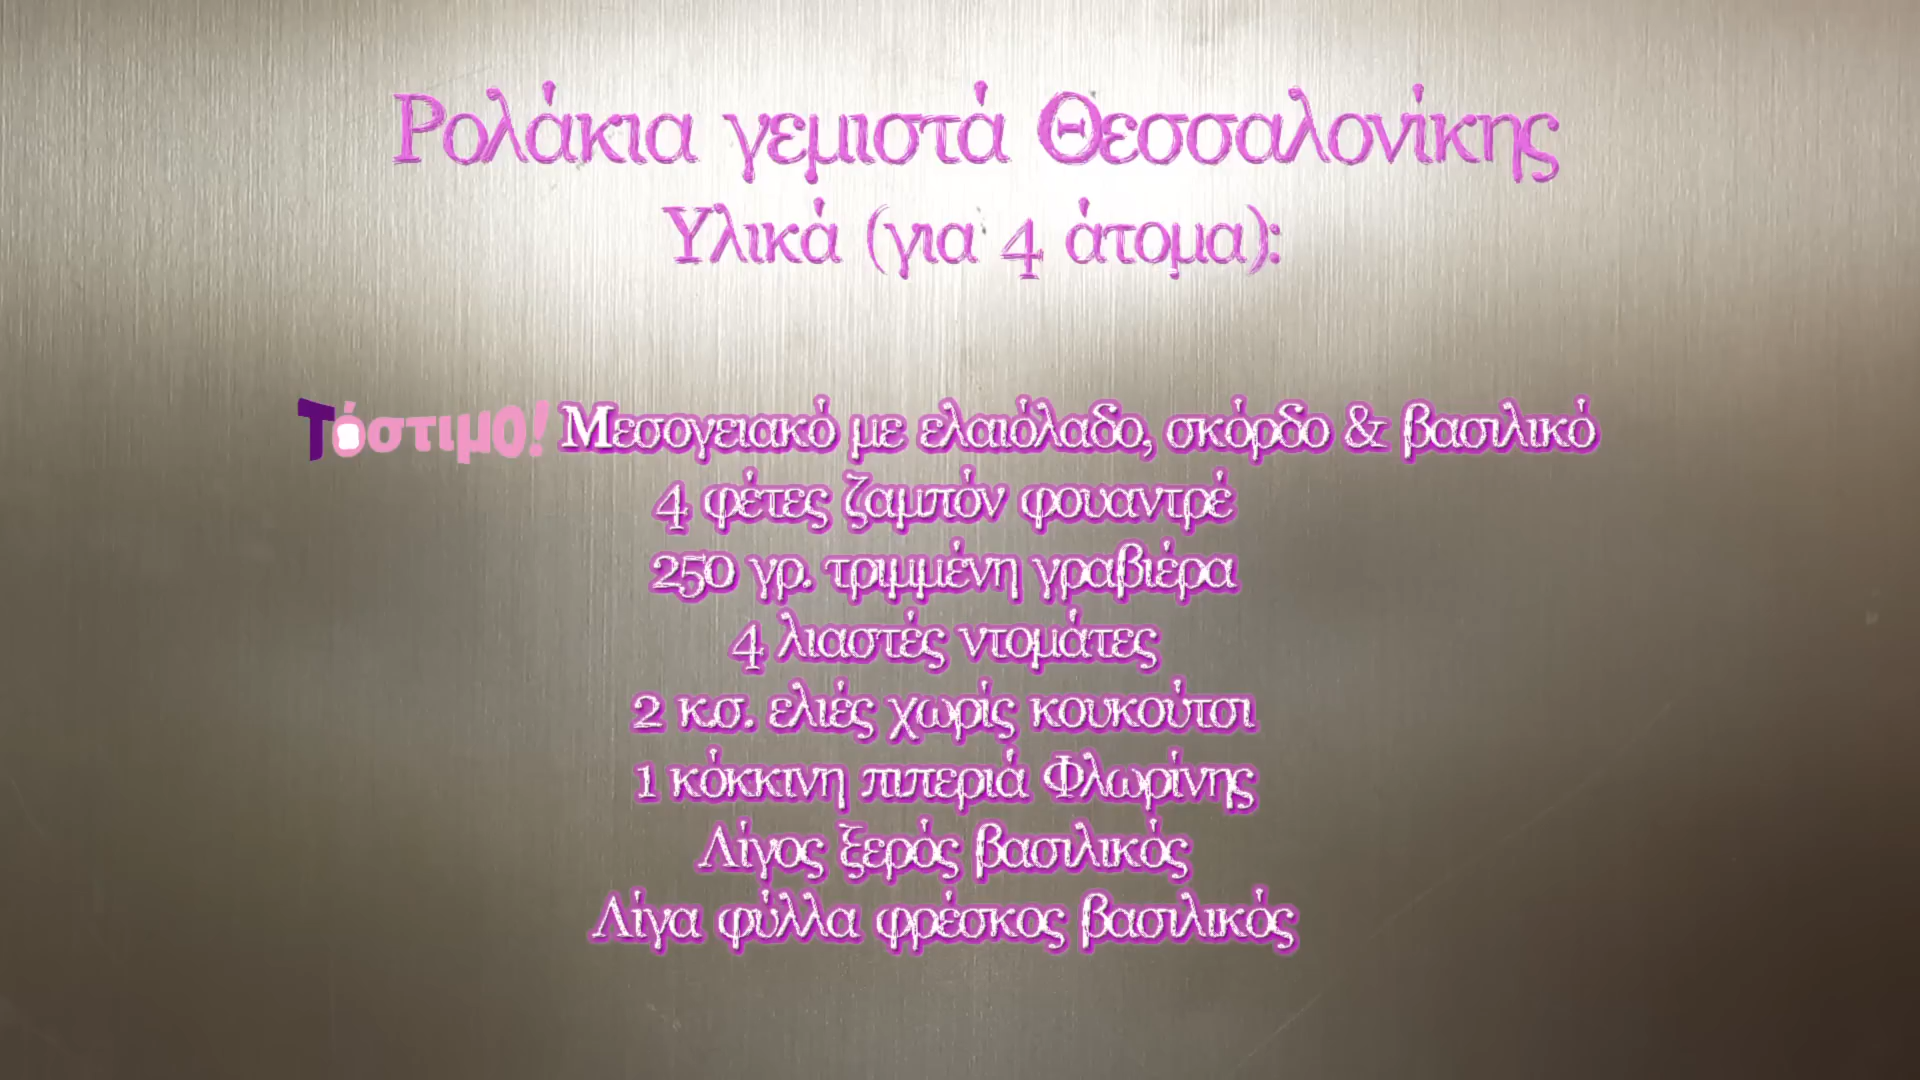 Ρολάκια γεμιστά Θεσσαλονίκης
Υλικά (για 4 άτομα):
Τόστιμο! Μεσογειακό με ελαιόλαδο, σκόρδο & βασιλικό
4 φέτες ζαμπόν φουαντρέ
250 γρ. τριμμένη γραβιέρα
4 λιαστές ντομάτες
2 κ.σ. ελιές χωρίς κουκούτσι
1 κόκκινη πιπεριά Φλωρίνης
Λίγος ξερός βασιλικός
Λίγα φύλλα φρέσκος βασιλικός